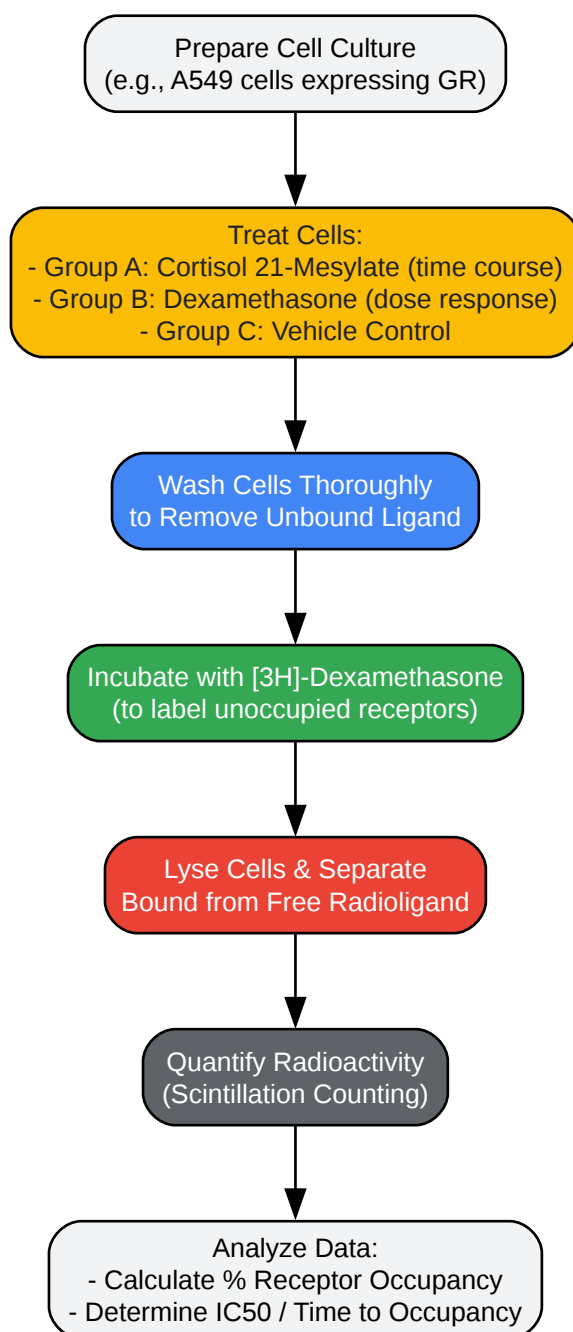 Prepare Cell Culture
(e.g., A549 cells expressing GR)
Treat Cells:
- Group A: Cortisol 21-Mesylate (time course)
- Group B: Dexamethasone (dose response)
- Group C: Vehicle Control
Wash Cells Thoroughly
to Remove Unbound Ligand
Incubate with [3H]-Dexamethasone
(to label unoccupied receptors)
Lyse Cells & Separate
Bound from Free Radioligand
Quantify Radioactivity
(Scintillation Counting)
Analyze Data:
- Calculate % Receptor Occupancy
- Determine IC50 / Time to Occupancy